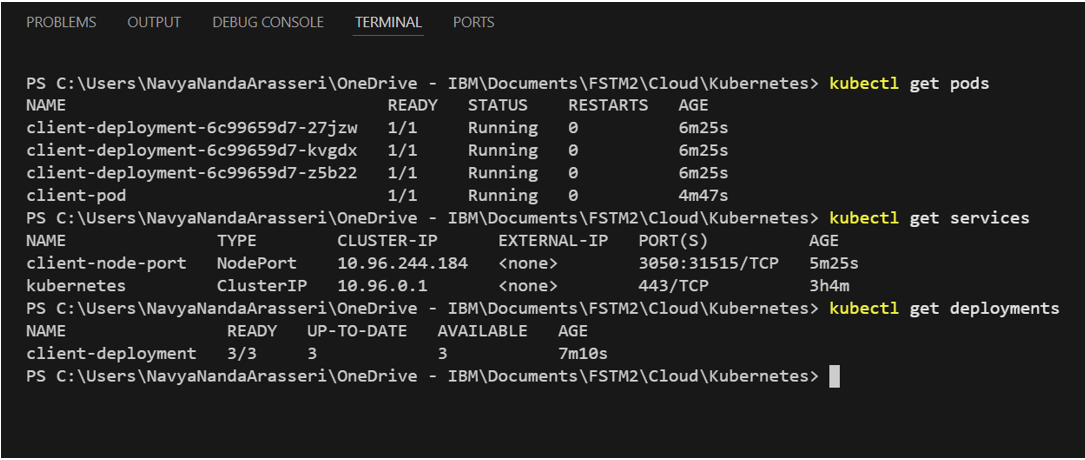 PROBLEMS OUTPUT DEBUG CONSOLE TERMINAL PORTS
PS C:\Users\NavyaNandaArasseri\OneDrive - IBM\Documents\FSTM2\Cloud\Kubernetes> kubectl get pods
NAME READY STATUS RESTARTS AGE
client-deployment-6c99659d7-27jzw 1/1 Running 0 6m25s
client-deployment-6c99659d7-kvgdx 1/1 Running 0 6m25s
client-deployment-6c99659d7-z5b22 1/1 Running 0 6m25s
client-pod 1/1 Running 0 4m47s
PS C:\Users\NavyaNandaArasseri\OneDrive - IBM\Documents\FSTM2\Cloud\Kubernetes> kubectl get services
NAME TYPE CLUSTER-IP EXTERNAL-IP PORT(S) AGE
client-node-port NodePort 10.96.244.184 <none> 3050:31515/TCP 5m25s
kubernetes ClusterIP 10.96.0.1 <none> 443/TCP 3h4m
PS C:\Users\NavyaNandaArasseri\OneDrive - IBM\Documents\FSTM2\Cloud\Kubernetes> kubectl get deployments
NAME READY UP-TO-DATE AVAILABLE AGE
client-deployment 3/3 3 3 7m10s
PS C:\Users\NavyaNandaArasseri\OneDrive - IBM\Documents\FSTM2\Cloud\Kubernetes>